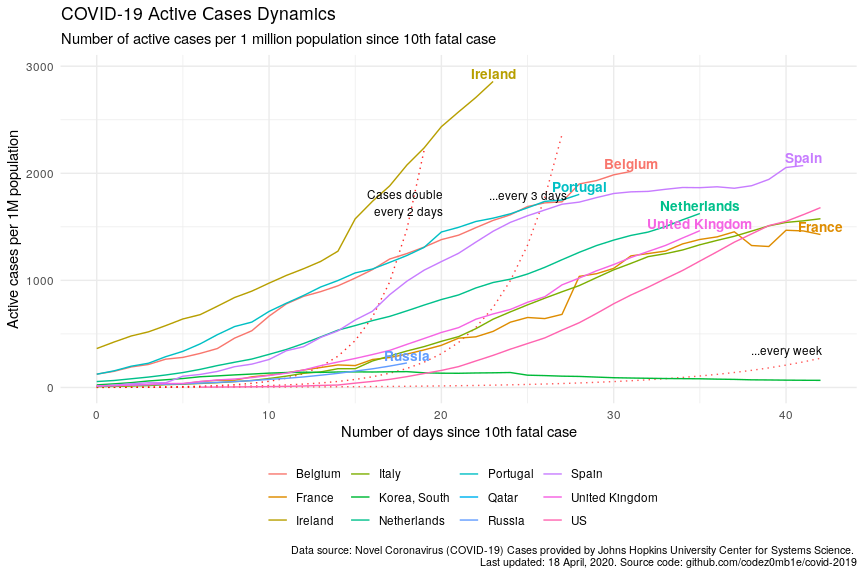 COVID-19 Active Cases Dynamics
Number of active cases per 1 million population since 10th fatal case
Active cases per 1M population
3000
2000
1000
0
Ireland
Belgium
Spain
Portugal
Cases double
every 2 days
...every 3 days
Netherlands
United Kingdom
France
Russia
...every week
0
10
20
30
40
Number of days since 10th fatal case
Belgium
Italy
Portugal
Spain
France
Korea, South
Qatar
United Kingdom
Ireland
Netherlands
Russia
US
Data source: Novel Coronavirus (COVID-19) Cases provided by Johns Hopkins University Center for Systems Science.
Last updated: 18 April, 2020. Source code: github.com/codez0mb1e/covid-2019